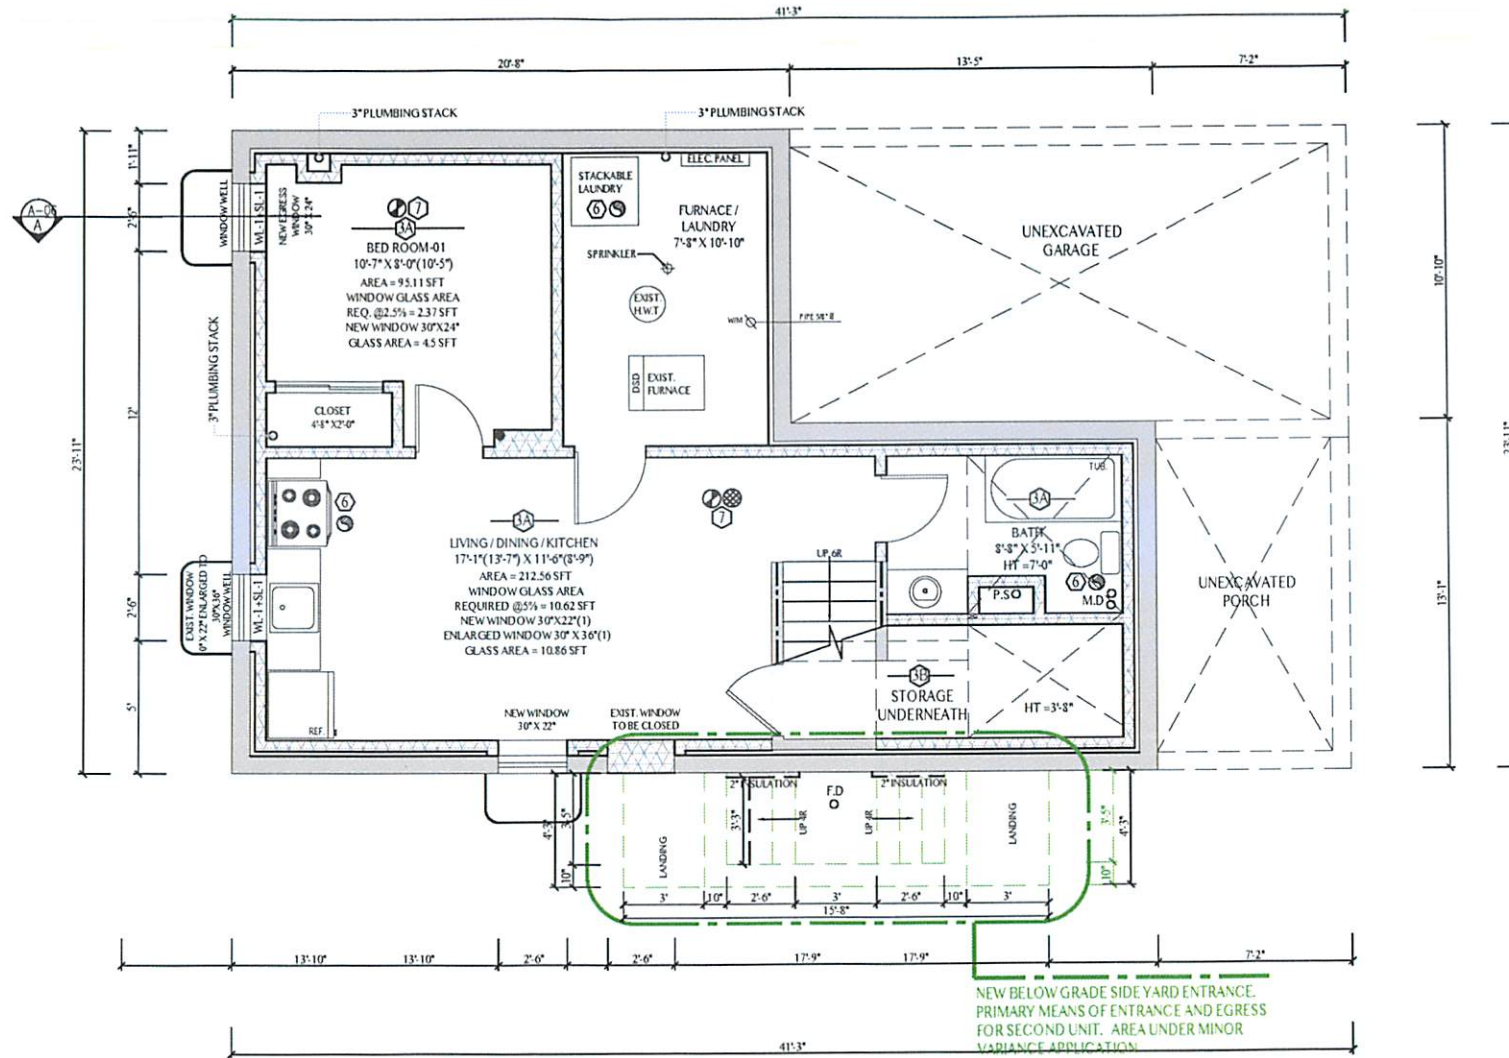 41'-3"
20'-8"
13'-5"
7'-2"
3" PLUMBING STACK
3" PLUMBING STACK
1'-11"
2'-6"
12'
2'-6"
5'
23'-11"
A-06
A
WINDOW WELL
WL-1+SL-1
NEW EGRESS
WINDOW
30"X 24"
7
3A
BED ROOM-01
10'-7" X 8'-0"(10'-5")
AREA = 95.11 SFT
WINDOW GLASS AREA
REQ. @2.5% = 2.37 SFT
NEW WINDOW 30"X24"
GLASS AREA = 4.5 SFT
STACKABLE
LAUNDRY
6
ELEC. PANEL
FURNACE /
LAUNDRY
7'-8" X 10'-10"
SPRINKLER
EXIST.
H.W.T
W/M
DSD
EXIST.
FURNACE
UNEXCAVATED
GARAGE
10'-10"
13'-1"
23'-11"
3" PLUMBING STACK
CLOSET
4'-8" X2'-0"
6
3A
LIVING / DINING / KITCHEN
17'-1"(13'-7") X 11'-6"(8'-9")
AREA = 212.56 SFT
WINDOW GLASS AREA
REQUIRED @5% = 10.62 SFT
NEW WINDOW 30"X22"(1)
ENLARGED WINDOW 30" X 36"(1)
GLASS AREA = 10.86 SFT
7
UP 6R
TUB.
3A
BATH
8'-8" X 5'-11"
HT =7'-0"
6
P.S
M.D
UNEXCAVATED
PORCH
EXIST. WINDOW
0" X 22" ENLARGED TO
30"X36"
WINDOW WELL
WL-1+SL-1
REF.
NEW WINDOW
30" X 22"
EXIST. WINDOW
TO BE CLOSED
3B
STORAGE
UNDERNEATH
HT =3'-8"
2" INSULATION
F.D
2" INSULATION
LANDING
UP 4R
UP 4R
LANDING
4'-3"
3'-5"
10"
3'-3"
3'-5"
4'-3"
10"
3'
10"
2'-6"
3'
2'-6"
10"
3'
15'-8"
13'-10"
13'-10"
2'-6"
2'-6"
17'-9"
17'-9"
7'-2"
NEW BELOW GRADE SIDE YARD ENTRANCE.
PRIMARY MEANS OF ENTRANCE AND EGRESS
FOR SECOND UNIT. AREA UNDER MINOR
VARIANCE APPLICATION
41'-3"